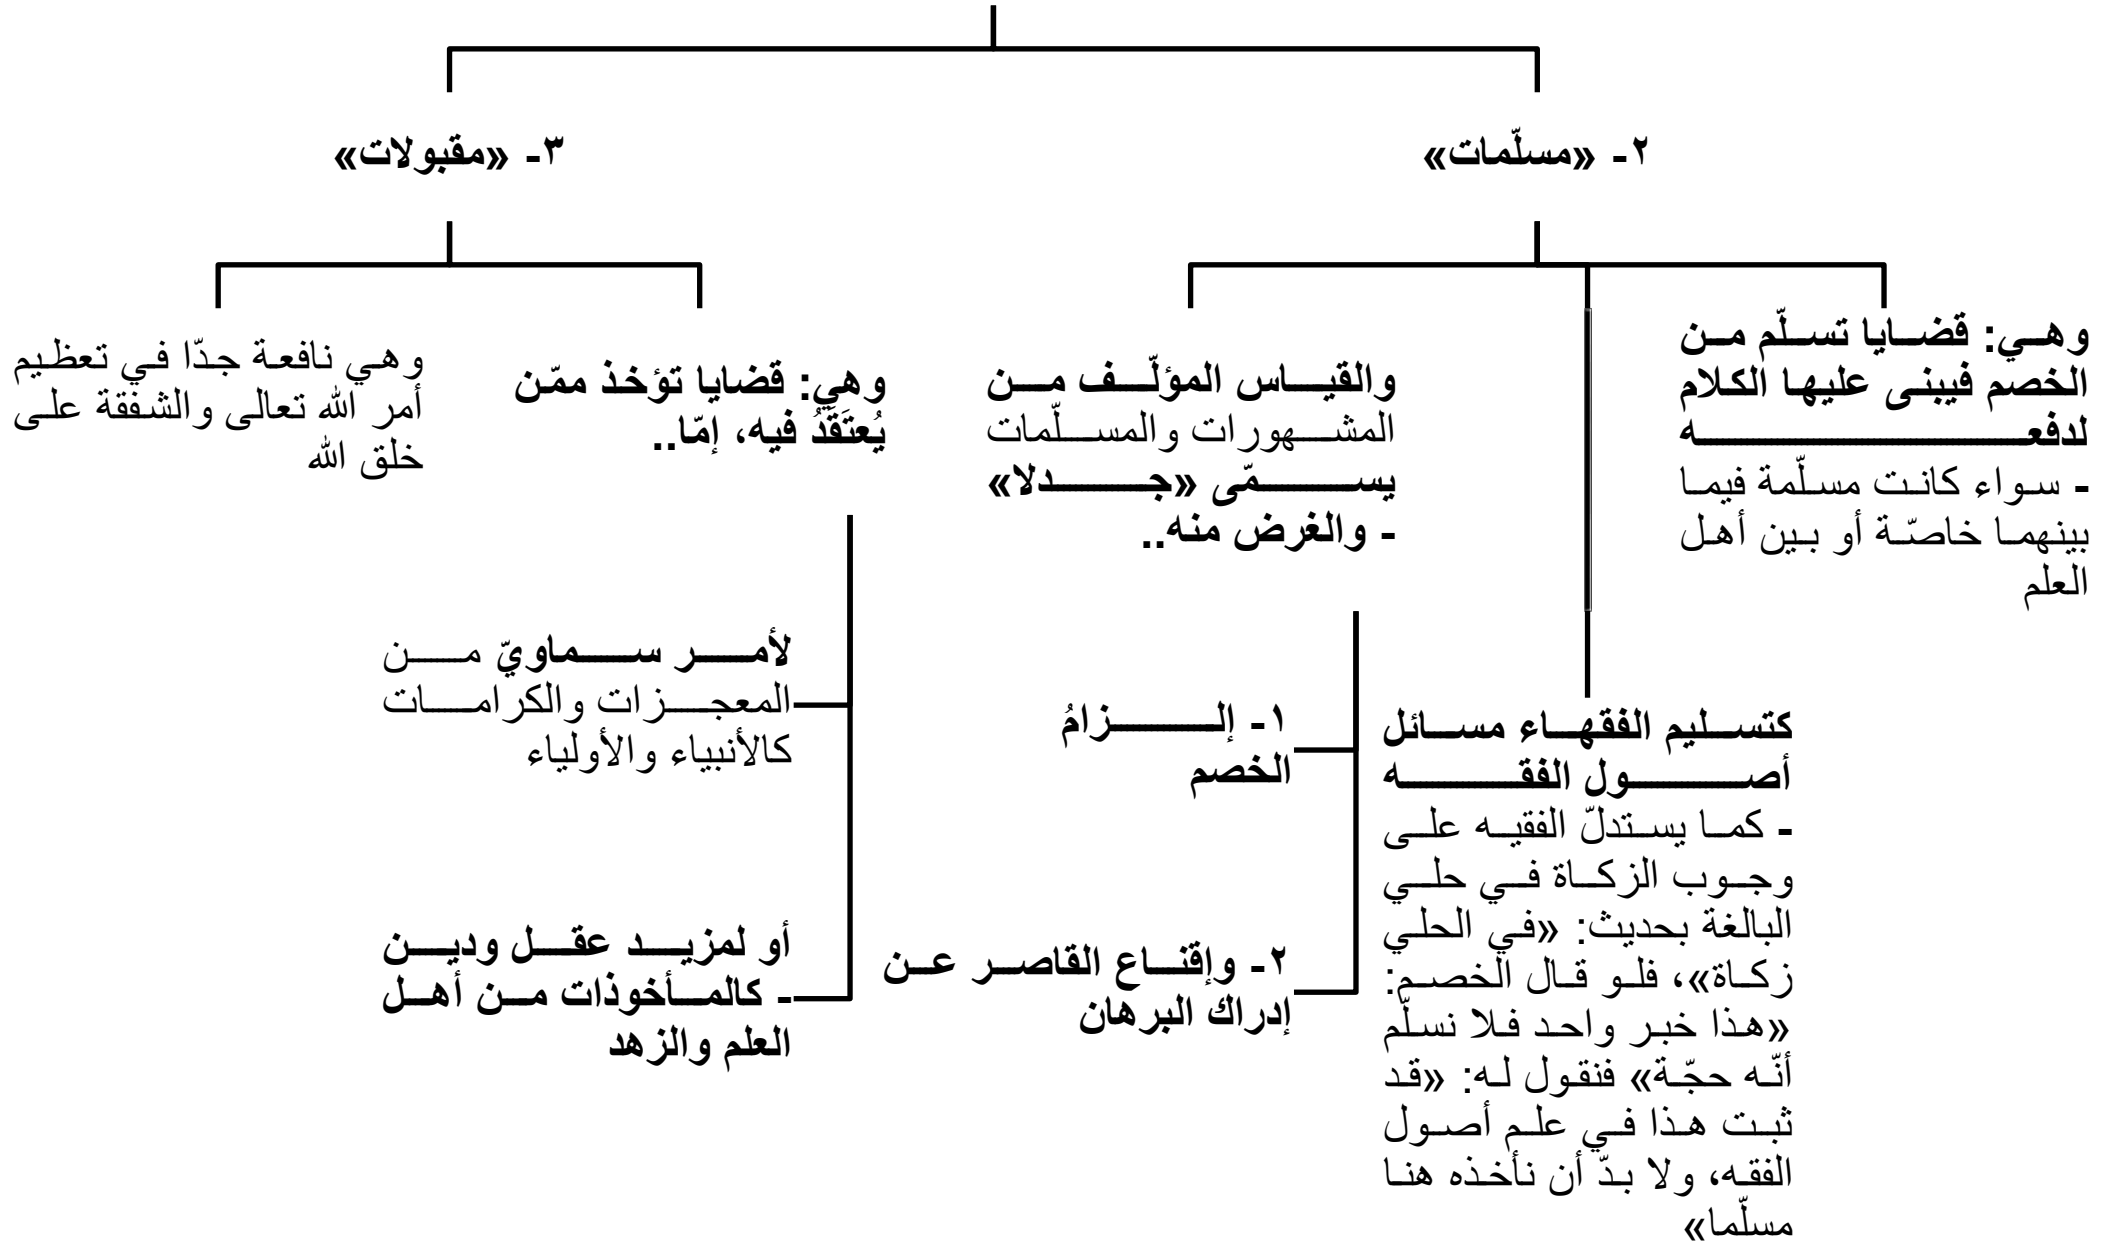 ٢- «مسلّمات»
وهي: قضايا تسلّم من
الخصم فيبنى عليها الكلام
لدفعه
- سواء كانت مسلّمة فيما
بينهما خاصّة أو بين أهل
العلم
كتسليم الفقهاء مسائل
أصول الفقه
- كما يستدلّ الفقيه على
وجوب الزكاة في حلي
البالغة بحديث: «في الحلي
زكاة»، فلو قال الخصم:
«هذا خبر واحد فلا نسلّم
أنّه حجّة» فنقول له: «قد
ثبت هذا في علم أصول
الفقه، ولا بدّ أن نأخذه هنا
مسلّما»
والقياس المؤلّف من
المشهورات والمسلّمات
يسمّى «جدلا»
- والغرض منه..
١- إلزامُ
الخصم
٢- وإقناع القاصر عن
إدراك البرهان
٣- «مقبولات»
وهي: قضايا تؤخذ ممّن
يُعتَقَدُ فيه، إمّا..
لأمر سماويّ من
المعجزات والكرامات
كالأنبياء والأولياء
أو لمزيد عقل ودين
- كالمأخوذات من أهل
العلم والزهد
وهي نافعة جدّا في تعظيم
أمر الله تعالى والشفقة على
خلق الله